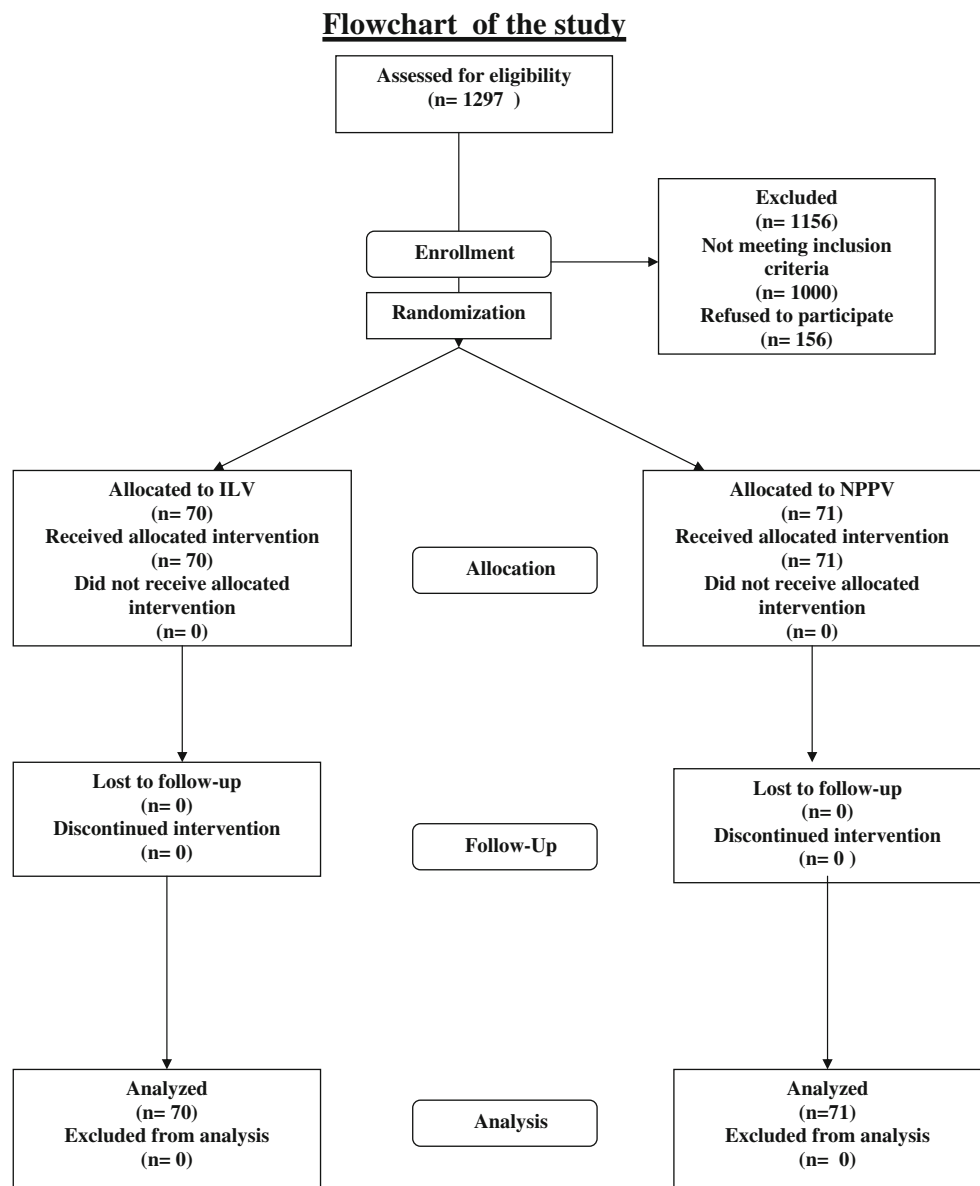 Flowchart of the study
Assessed for eligibility
(n= 1297 )
Excluded
(n= 1156)
Not meeting inclusion
criteria
(n= 1000)
Refused to participate
(n= 156)
Enrollment
Randomization
Allocated to ILV
(n= 70)
Received allocated intervention
(n= 70)
Did not receive allocated
intervention
(n= 0)
Allocation
Allocated to NPPV
(n= 71)
Received allocated intervention
(n= 71)
Did not receive allocated
intervention
(n= 0)
Lost to follow-up
(n= 0)
Discontinued intervention
(n= 0)
Follow-Up
Lost to follow-up
(n= 0)
Discontinued intervention
(n= 0 )
Analyzed
(n= 70)
Excluded from analysis
(n= 0)
Analysis
Analyzed
(n=71)
Excluded from analysis
(n= 0)